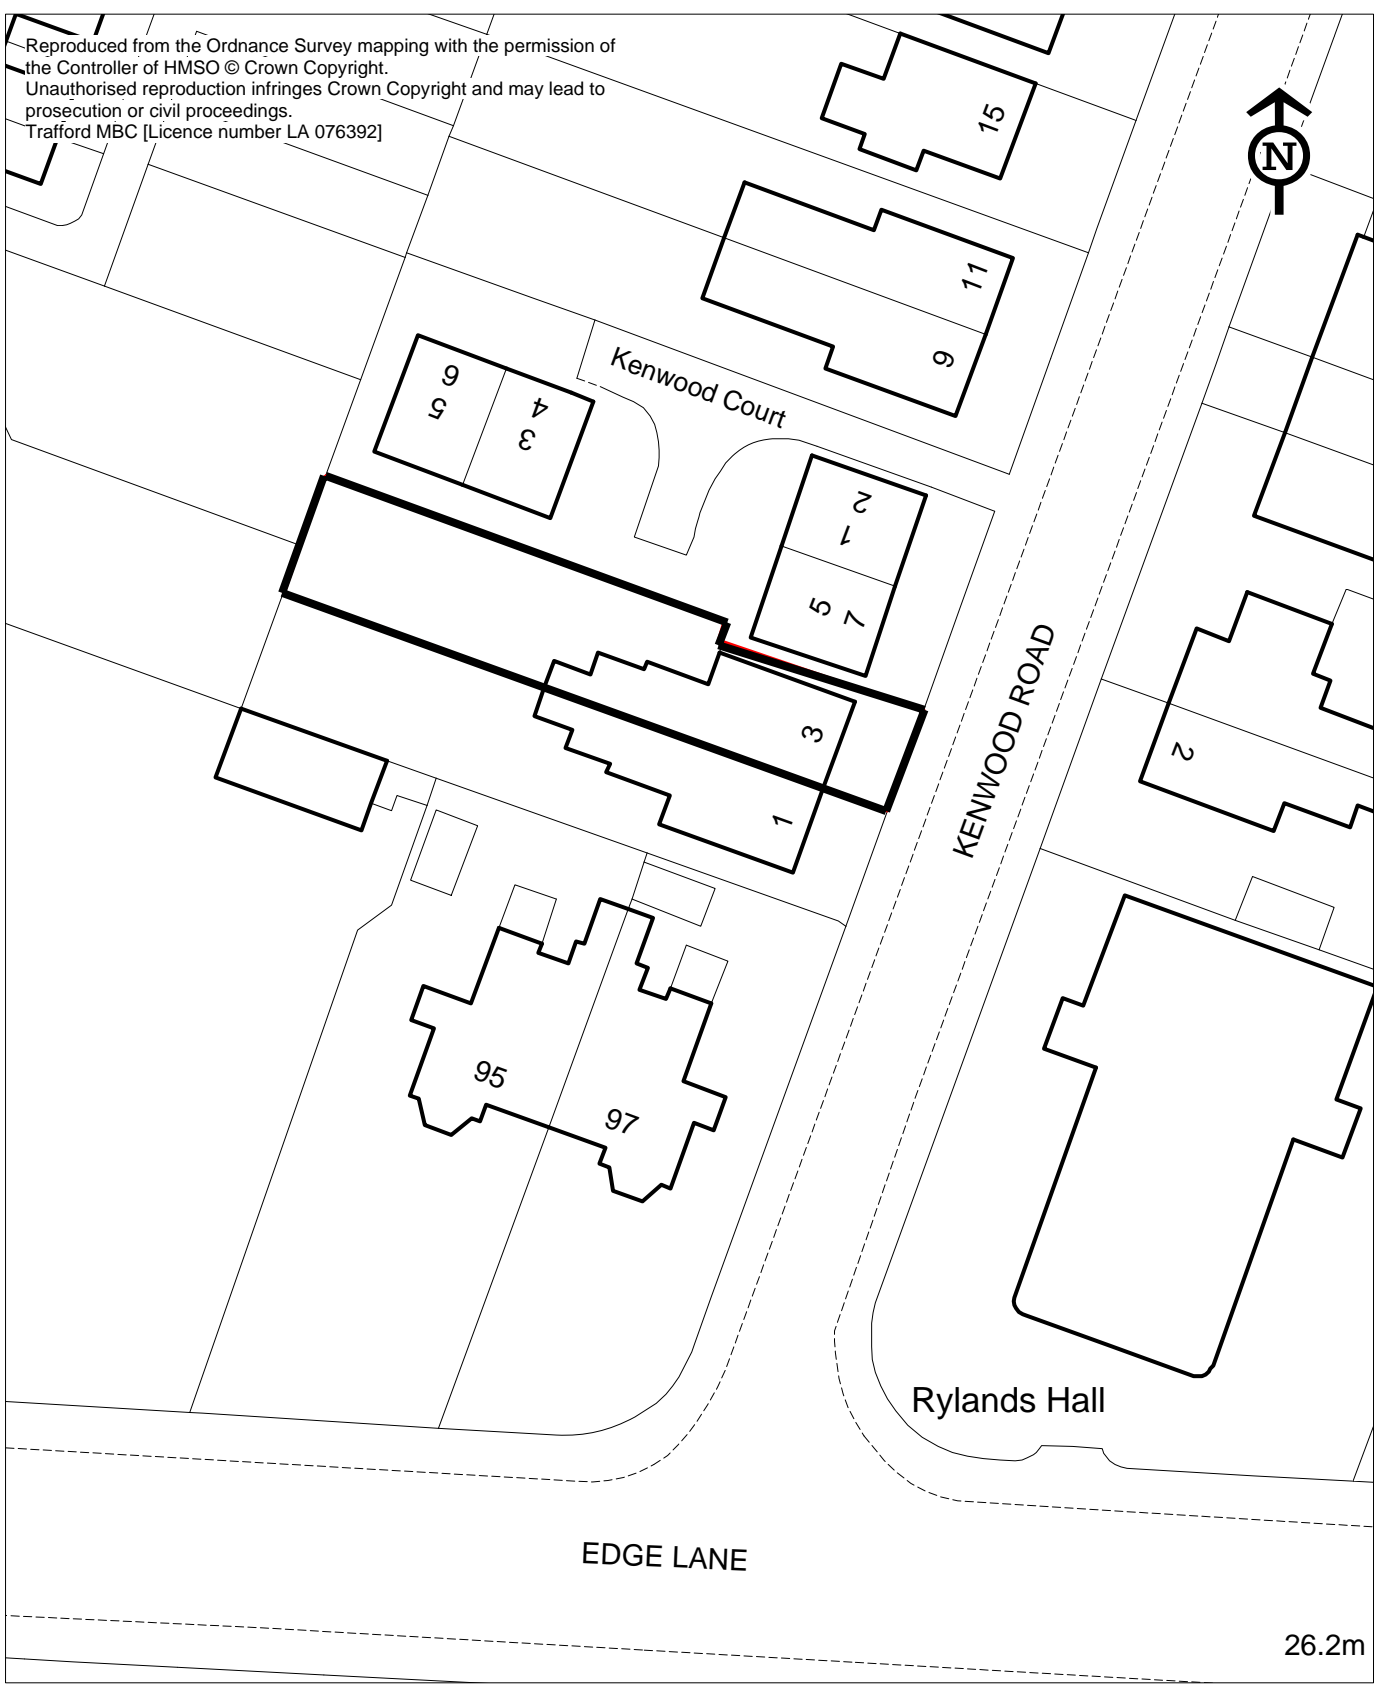 Reproduced from the Ordnance Survey mapping with the permission of
the Controller of HMSO © Crown Copyright.
Unauthorised reproduction infringes Crown Copyright and may lead to
prosecution or civil proceedings.
Trafford MBC [Licence number LA 076392]
15
N
11
9
Kenwood Court
6
5
4
3
2
1
5
7
3
1
KENWOOD ROAD
2
95
97
Rylands Hall
EDGE LANE
26.2m